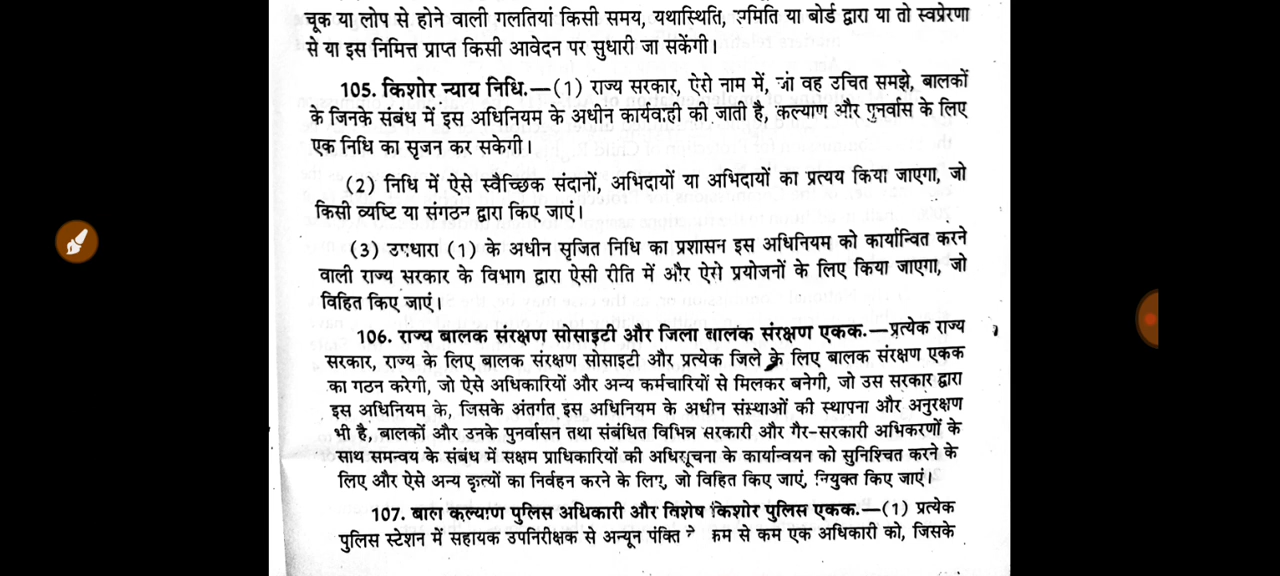 चूक या लोप से होने वाली गलतियां किसी समय, यथास्थिति, समिति या बोर्ड द्वारा या तो स्वप्रेरणा
से या इस निमित्त प्राप्त किसी आवेदन पर सुधारी जा सकेंगी।
105. किशोर न्याय निधि.—(1) राज्य सरकार, ऐसे नाम में, जो वह उचित समझे, बालकों
के जिनके संबंध में इस अधिनियम के अधीन कार्यवाही की जाती है, कल्याण और पुनर्वास के लिए
एक निधि का सृजन कर सकेगी।
(2) निधि में ऐसे स्वैच्छिक संदानों, अभिदायों या अभिदायों का प्रत्यय किया जाएगा, जो
किसी व्यष्टि या संगठन द्वारा किए जाएं।
(3) उपधारा (1) के अधीन सृजित निधि का प्रशासन इस अधिनियम को कार्यान्वित करने
वाली राज्य सरकार के विभाग द्वारा ऐसी रीति में और ऐसे प्रयोजनों के लिए किया जाएगा, जो
विहित किए जाएं।
106. राज्य बालक संरक्षण सोसाइटी और जिला बालक संरक्षण एकक.—प्रत्येक राज्य
सरकार, राज्य के लिए बालक संरक्षण सोसाइटी और प्रत्येक जिले के लिए बालक संरक्षण एकक
का गठन करेगी, जो ऐसे अधिकारियों और अन्य कर्मचारियों से मिलकर बनेगी, जो उस सरकार द्वारा
इस अधिनियम के, जिसके अंतर्गत इस अधिनियम के अधीन संस्थाओं की स्थापना और अनुरक्षण
भी है, बालकों और उनके पुनर्वासन तथा संबंधित विभिन्न सरकारी और गैर-सरकारी अभिकरणों के
साथ समन्वय के संबंध में सक्षम प्राधिकारियों की अधिसूचना के कार्यान्वयन को सुनिश्चित करने के
लिए और ऐसे अन्य कृत्यों का निर्वहन करने के लिए, जो विहित किए जाएं, नियुक्त किए जाएं।
107. बाल कल्याण पुलिस अधिकारी और विशेष किशोर पुलिस एकक.—(1) प्रत्येक
पुलिस स्टेशन में सहायक उपनिरीक्षक से अन्यून पंक्ति कम से कम एक अधिकारी को, जिसके